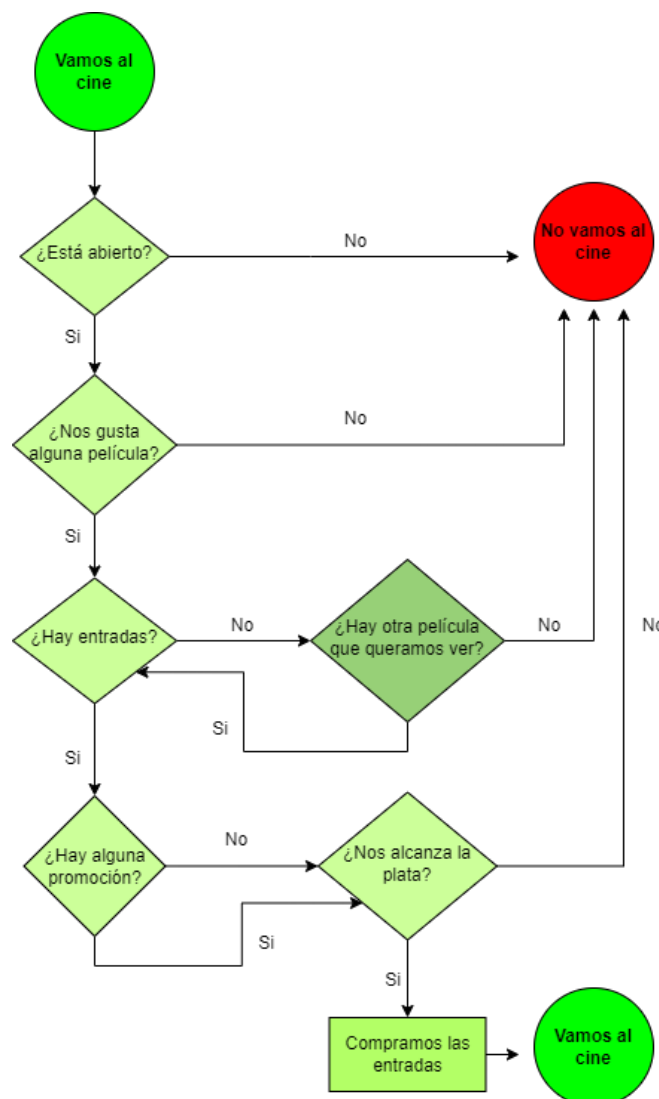 Vamos al
cine
¿Está abierto?
No
No vamos al
cine
Si
¿Nos gusta
alguna película?
No
Si
¿Hay entradas?
No
¿Hay otra película
que queramos ver?
No
No
Si
Si
¿Hay alguna
promoción?
No
¿Nos alcanza la
plata?
Si
Si
Compramos las
entradas
Vamos al
cine